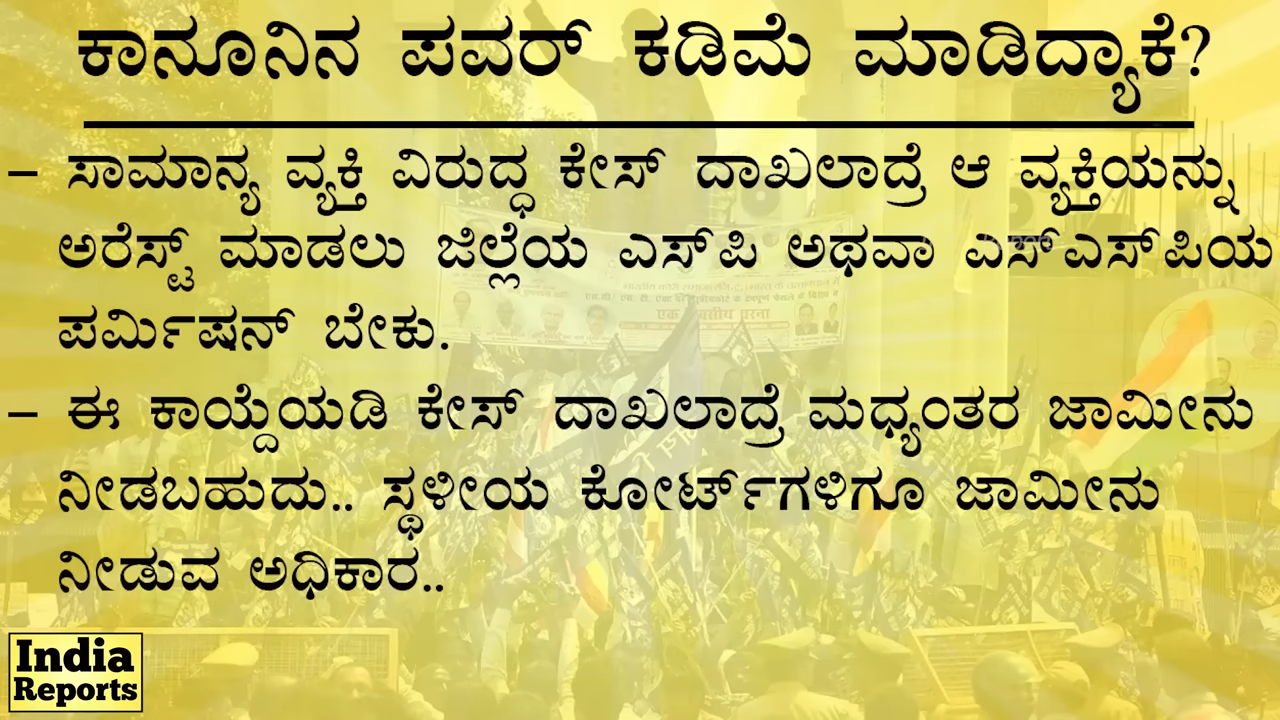 ಕಾನೂನಿನ ಪವರ್ ಕಡಿಮೆ ಮಾಡಿದ್ಯಾಕೆ?
– ಸಾಮಾನ್ಯ ವ್ಯಕ್ತಿ ವಿರುದ್ಧ ಕೇಸ್ ದಾಖಲಾದ್ರೆ ಆ ವ್ಯಕ್ತಿಯನ್ನು
ಅರೆಸ್ಟ್ ಮಾಡಲು ಜಿಲ್ಲೆಯ ಎಸ್‌ಪಿ ಅಥವಾ ಎಸ್‌ಎಸ್‌ಪಿಯ
ಪರ್ಮಿಷನ್ ಬೇಕು.
– ಈ ಕಾಯ್ದೆಯಡಿ ಕೇಸ್ ದಾಖಲಾದ್ರೆ ಮಧ್ಯಂತರ ಜಾಮೀನು
ನೀಡಬಹುದು.. ಸ್ಥಳೀಯ ಕೋರ್ಟ್‌ಗಳಿಗೂ ಜಾಮೀನು
ನೀಡುವ ಅಧಿಕಾರ..
India
Reports